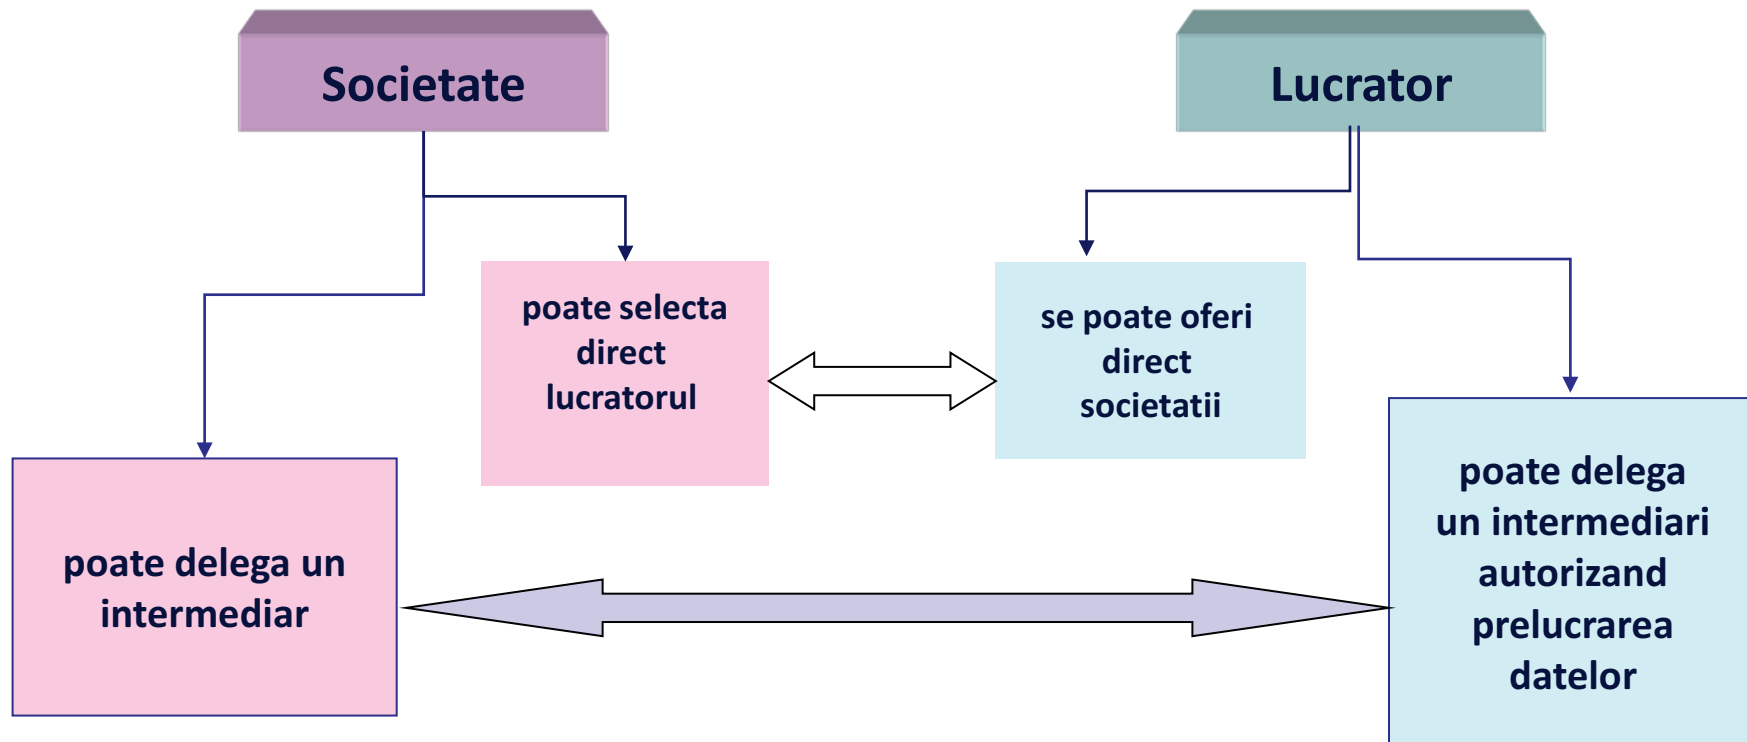 Societate
Lucrator
poate selecta
direct
lucratorul
se poate oferi
direct
societatii
poate delega un
intermediar
poate delega
un intermediari
autorizand
prelucrarea
datelor